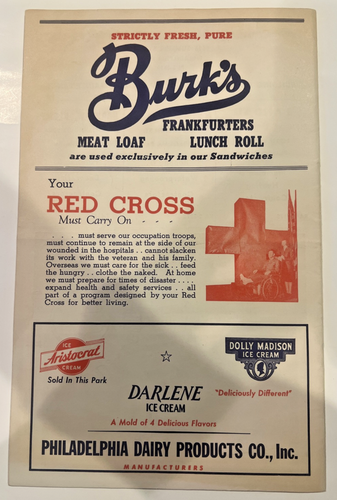 STRICTLY FRESH, PURE
Burk's
FRANKFURTERS
MEAT LOAF LUNCH ROLL
are used exclusively in our Sandwiches
Your
RED CROSS
Must Carry On - - -
. . . . must serve our occupation troops,
must continue to remain at the side of our
wounded in the hospitals . . cannot slacken
its work with the veteran and his family.
Overseas we must care for the sick . . feed
the hungry . . clothe the naked. At home
we must prepare for times of disaster . . . .
expand health and safety services . . all
part of a program designed by your Red
Cross for better living.
ICE
Aristocrat
CREAM
Sold In This Park
DARLENE
ICE CREAM
A Mold of 4 Delicious Flavors
DOLLY MADISON
ICE CREAM
"Deliciously Different"
PHILADELPHIA DAIRY PRODUCTS CO., Inc.
MANUFACTURERS